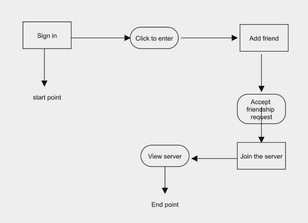 Sign in
Click to enter
Add friend
start point
Accept
friendship
request
View server
Join the server
End point